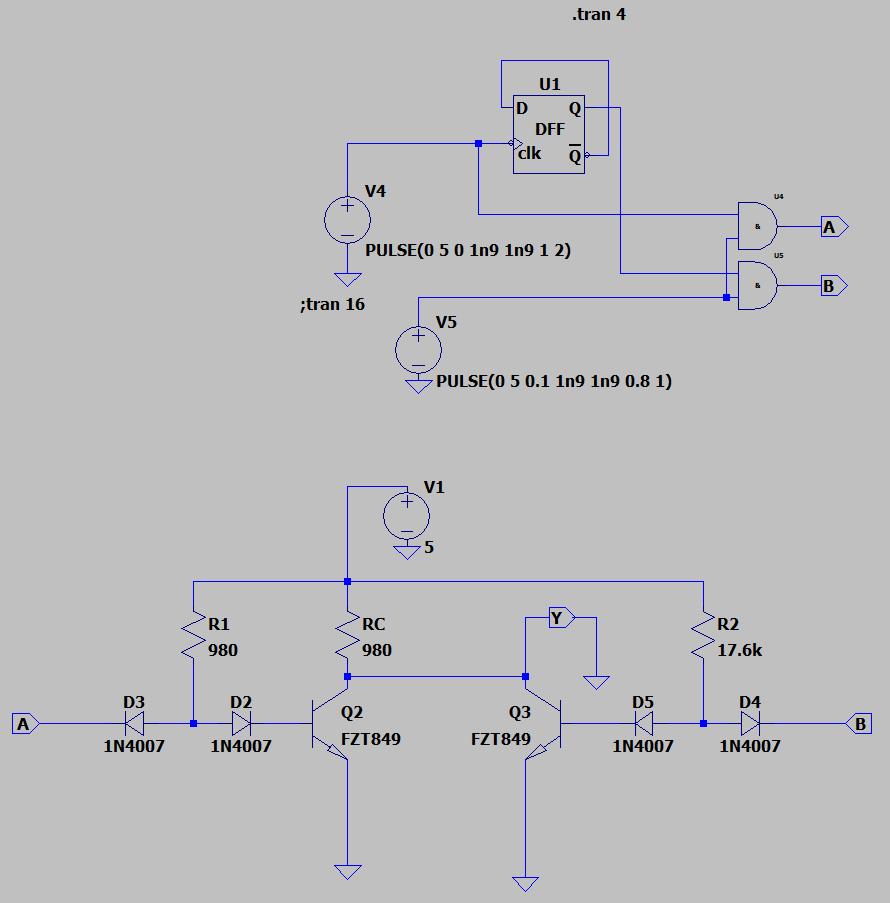 .tran 4
U1
D
Q
DFF
clk
Q
V4
PULSE(0 5 0 1n9 1n9 1 2)
;tran 16
U4
&
A
U5
&
B
V5
PULSE(0 5 0.1 1n9 1n9 0.8 1)
V1
5
R1
980
RC
980
Y
R2
17.6k
A
D3
1N4007
D2
1N4007
Q2
FZT849
Q3
FZT849
D5
1N4007
D4
1N4007
B